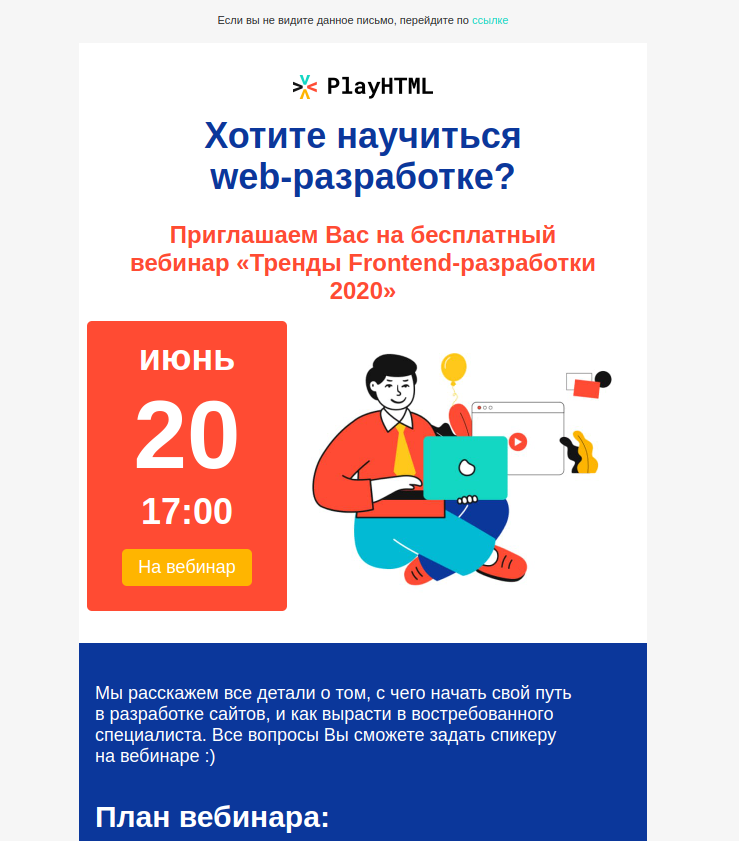 Если вы не видите данное письмо, перейдите по ссылке
PlayHTML
Хотите научиться
web-разработке?
Приглашаем Вас на бесплатный
вебинар «Тренды Frontend-разработки
2020»
июнь
20
17:00
На вебинар
Мы расскажем все детали о том, с чего начать свой путь
в разработке сайтов, и как вырасти в востребованного
специалиста. Все вопросы Вы сможете задать спикеру
на вебинаре :)
План вебинара: